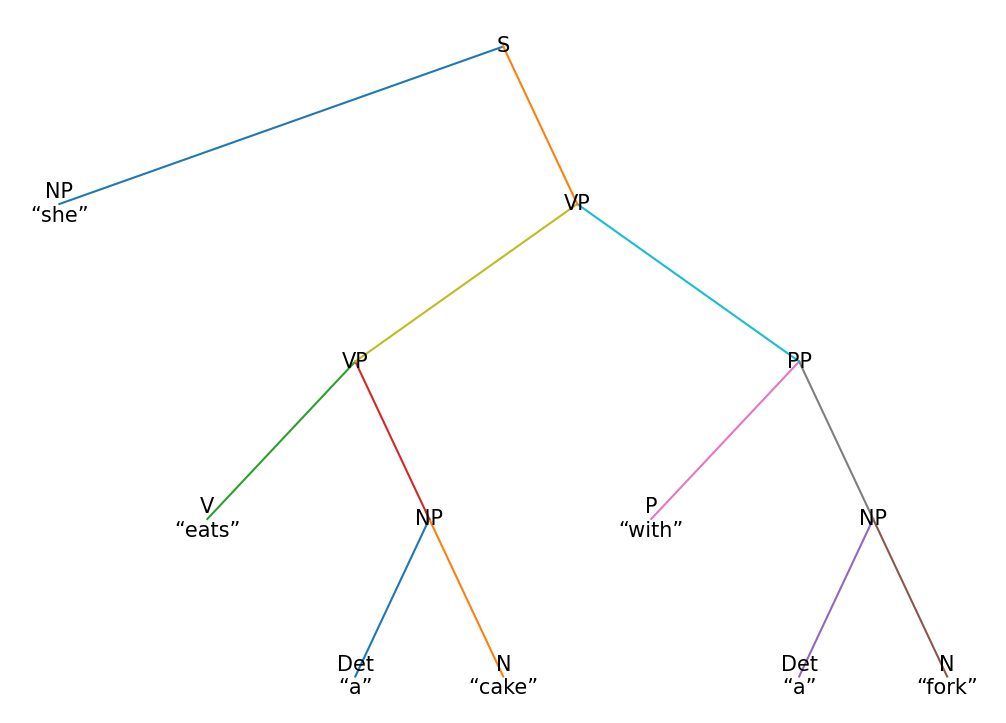 S
NP
“she”
VP
VP
PP
V
“eats”
NP
P
“with”
NP
Det
“a”
N
“cake”
Det
“a”
N
“fork”